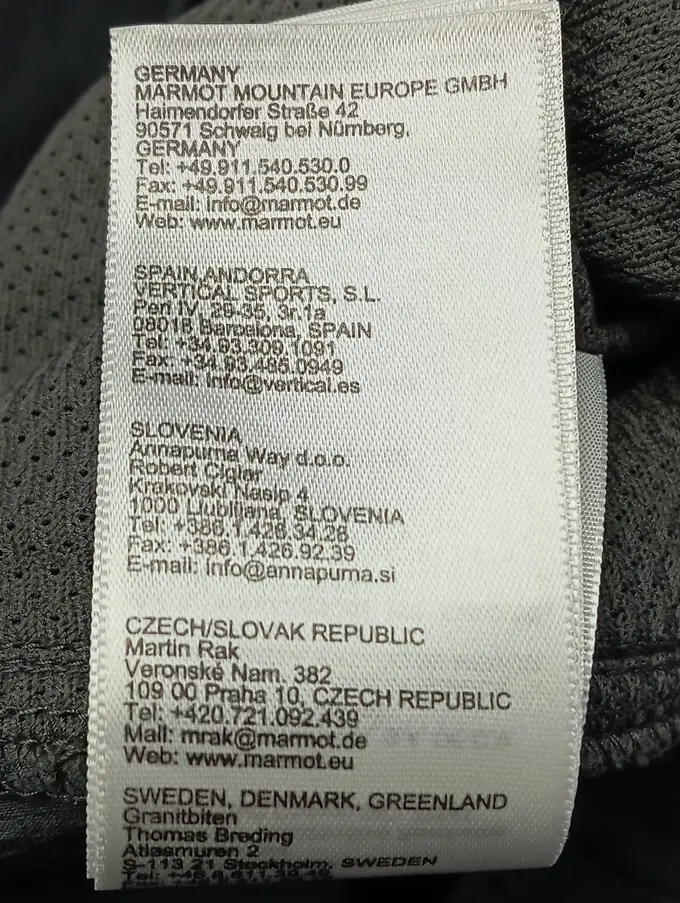 GERMANY
MARMOT MOUNTAIN EUROPE GMBH
Haimendorfer Straße 42
90571 Schwaig bei Nürnberg,
GERMANY
Tel: +49.911.540.530.0
Fax: +49.911.540.530.99
E-mail: info@marmot.de
Web: www.marmot.eu
SPAIN,ANDORRA
VERTICAL SPORTS, S.L.
Peri IV, 29-35, 3r.1a
08018 Barcelona, SPAIN
Tel: +34.93.309.1091
Fax: +34.93.485.0949
E-mail: info@vertical.es
SLOVENIA
Annapurna Way d.o.o.
Robert Ciglar
Krakovski Nasip 4
1000 Ljubljana, SLOVENIA
Tel: +386.1.426.34.28
Fax: +386.1.426.92.39
E-mail: info@annapurna.si
CZECH/SLOVAK REPUBLIC
Martin Rak
Veronské Nam. 382
109 00 Praha 10, CZECH REPUBLIC
Tel: +420.721.092.439
Mail: mrak@marmot.de
Web: www.marmot.eu
SWEDEN, DENMARK, GREENLAND
Granitbiten
Thomas Breding
Atlasmuren 2
S-113 21 Stockholm, SWEDEN
Tel: